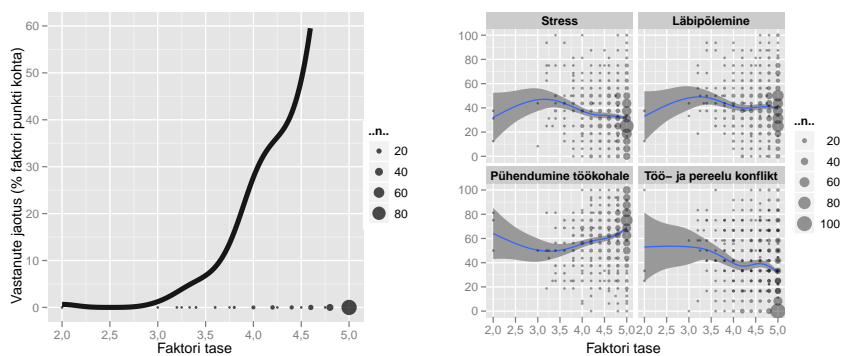 Vastanute jaotus (% faktori punkti kohta)
60
50
40
30
20
10
0
2,0 2,5 3,0 3,5 4,0 4,5 5,0
Faktori tase
..n..
20
40
60
80
Stress
Läbipõlemine
100
80
60
40
20
0
Pühendumine töökohale
Töö− ja pereelu konflikt
100
80
60
40
20
0
2,0 2,5 3,0 3,5 4,0 4,5 5,0 2,0 2,5 3,0 3,5 4,0 4,5 5,0
Faktori tase
..n..
20
40
60
80
100